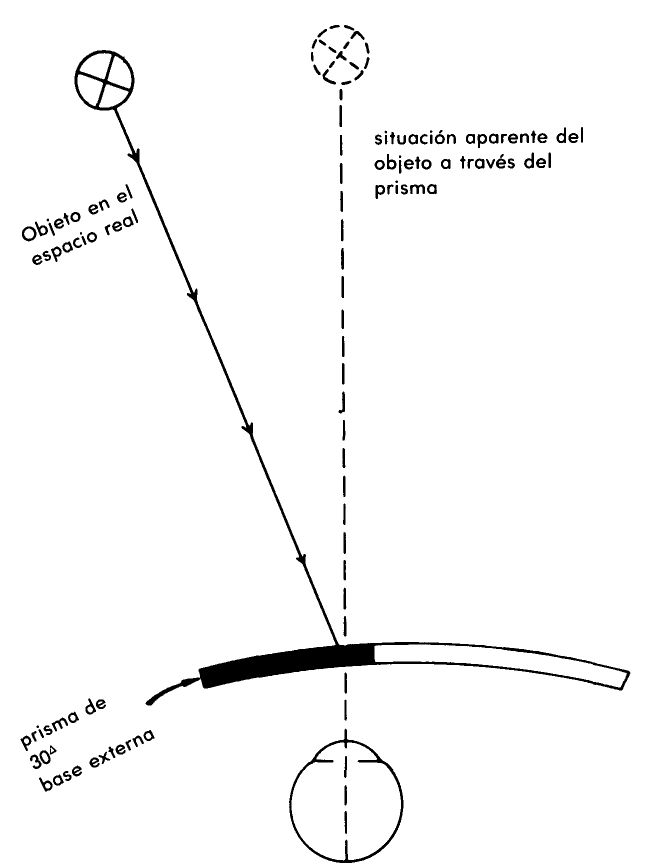 situación aparente del
objeto a través del
prisma
Objeto en el
espacio real
prisma de
30Δ
base externa